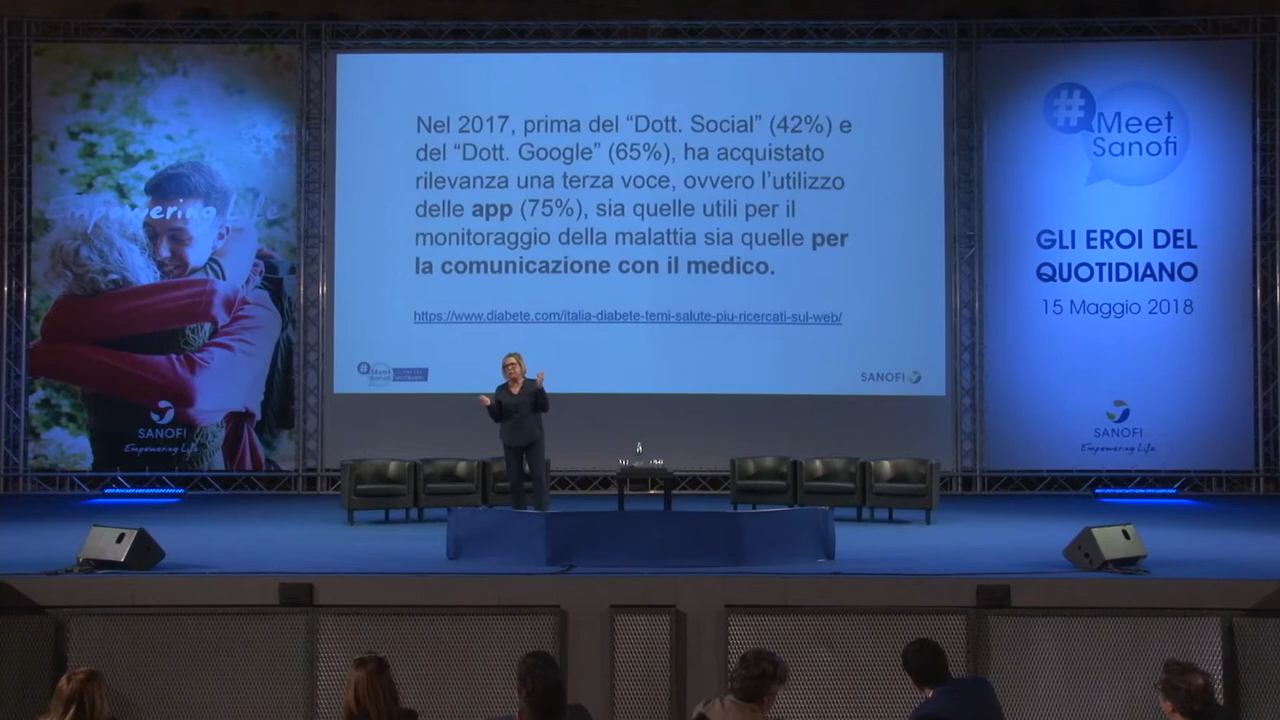 Empowering Life
SANOFI
Empowering Life
Nel 2017, prima del “Dott. Social” (42%) e
del “Dott. Google” (65%), ha acquistato
rilevanza una terza voce, ovvero l’utilizzo
delle app (75%), sia quelle utili per il
monitoraggio della malattia sia quelle per
la comunicazione con il medico.
https://www.diabete.com/italia-diabete-temi-salute-piu-ricercati-sul-web/
#
Meet
Sanofi
SANOFI
#
Meet
Sanofi
GLI EROI DEL
QUOTIDIANO
15 Maggio 2018
SANOFI
Empowering Life